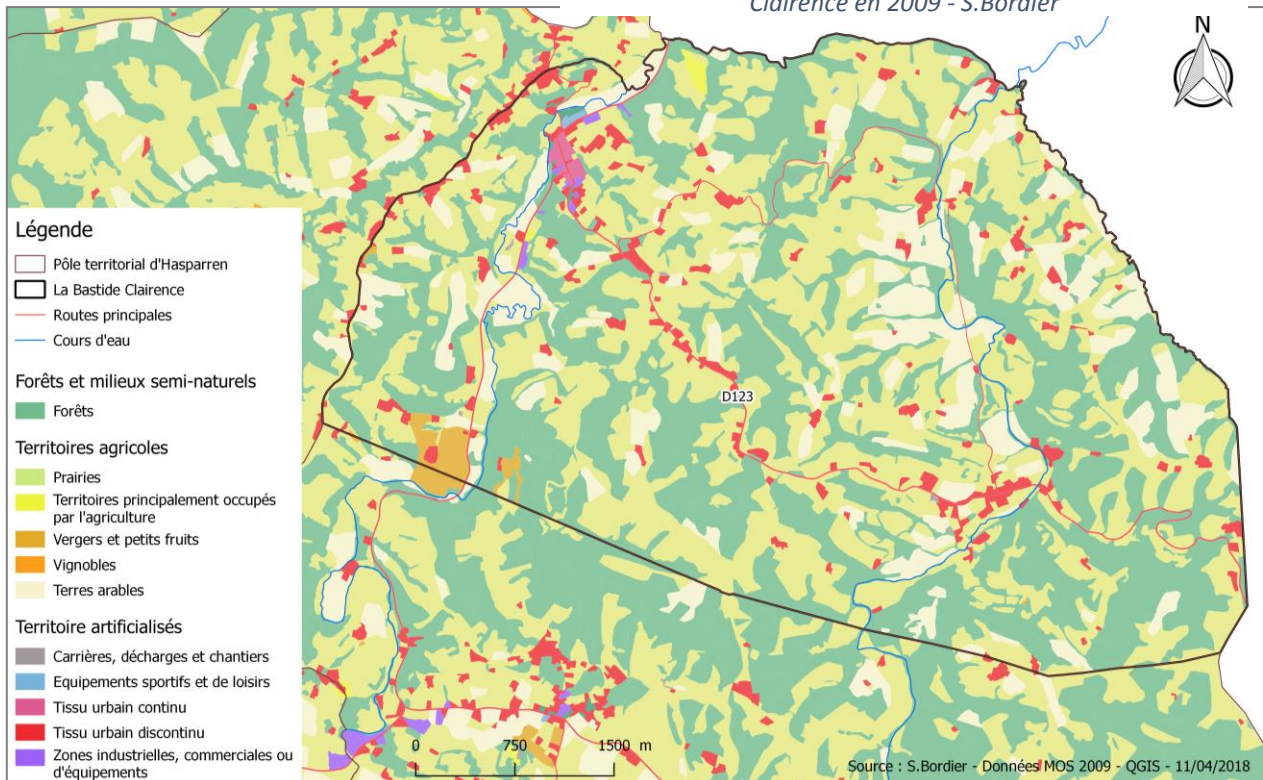 Clairence en 2009 - S.Bordier
N
Légende
Pôle territorial d'Hasparren
La Bastide Clairence
Routes principales
Cours d'eau
Forêts et milieux semi-naturels
Forêts
Territoires agricoles
Prairies
Territoires principalement occupés
par l'agriculture
Vergers et petits fruits
Vignobles
Terres arables
Territoire artificialisés
Carrières, décharges et chantiers
Equipements sportifs et de loisirs
Tissu urbain continu
Tissu urbain discontinu
Zones industrielles, commerciales ou
d'équipements
D123
0 750 1500 m
Source : S.Bordier - Données MOS 2009 - QGIS - 11/04/2018